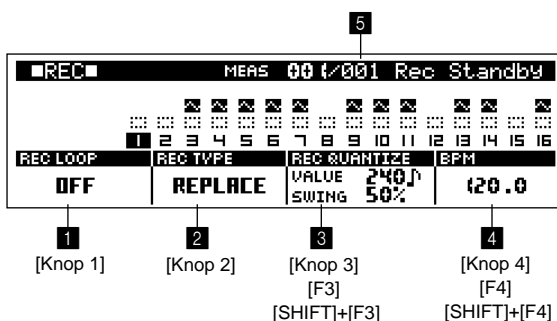 5
■REC■ MEAS 001/001 Rec Standby
1 2 3 4 5 6 7 8 9 10 11 12 13 14 15 16
REC LOOP REC TYPE REC QUANTIZE BPM
OFF REPLACE VALUE 240♪ 120.0
SWING 50%
1 2 3 4
[Knop 1] [Knop 2] [Knop 3] [Knop 4]
[F3] [F4]
[SHIFT]+[F3] [SHIFT]+[F4]